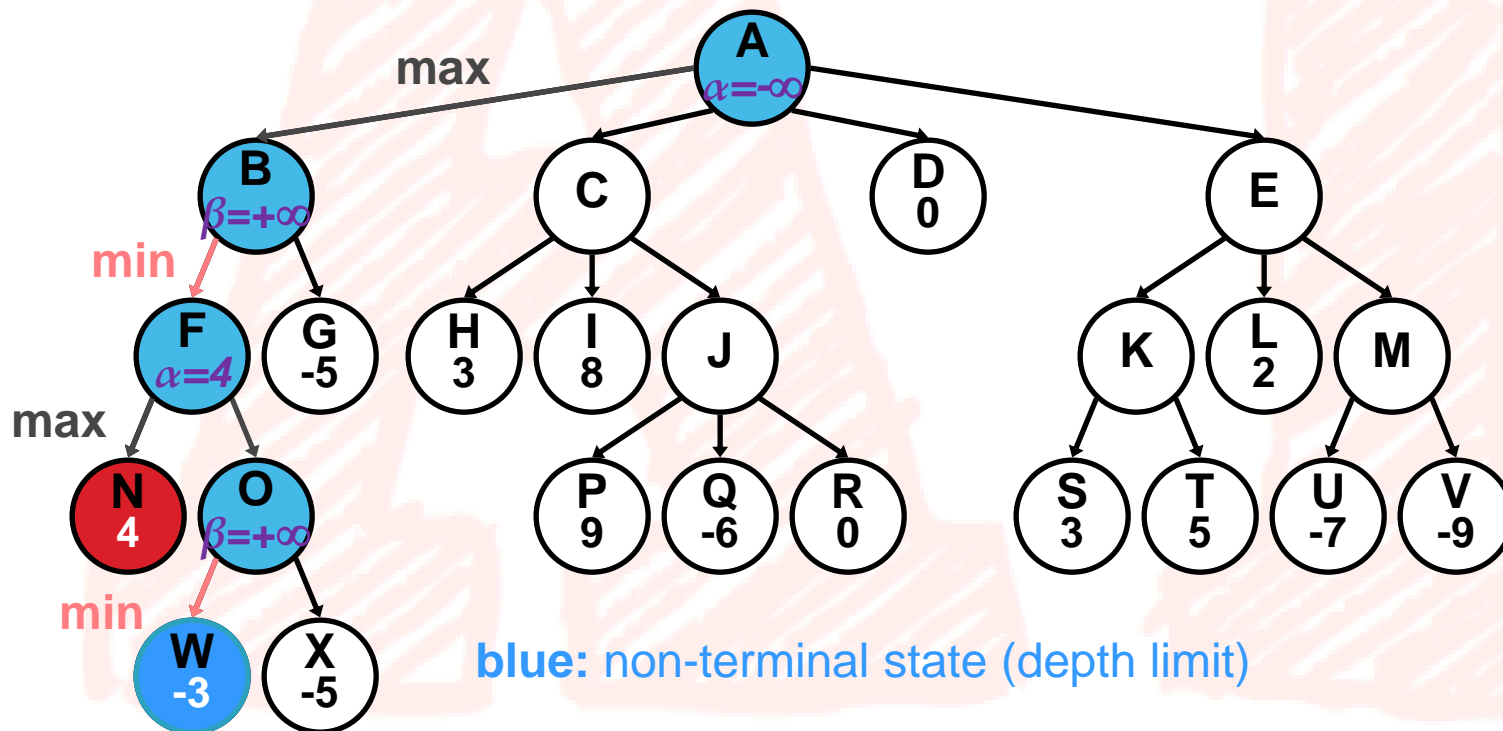 A
α=-∞
max
B
β=+∞
C
D
0
E
min
F
α=4
G
-5
H
3
I
8
J
K
L
2
M
max
N
4
O
β=+∞
P
9
Q
-6
R
0
S
3
T
5
U
-7
V
-9
min
W
-3
X
-5
blue: non-terminal state (depth limit)